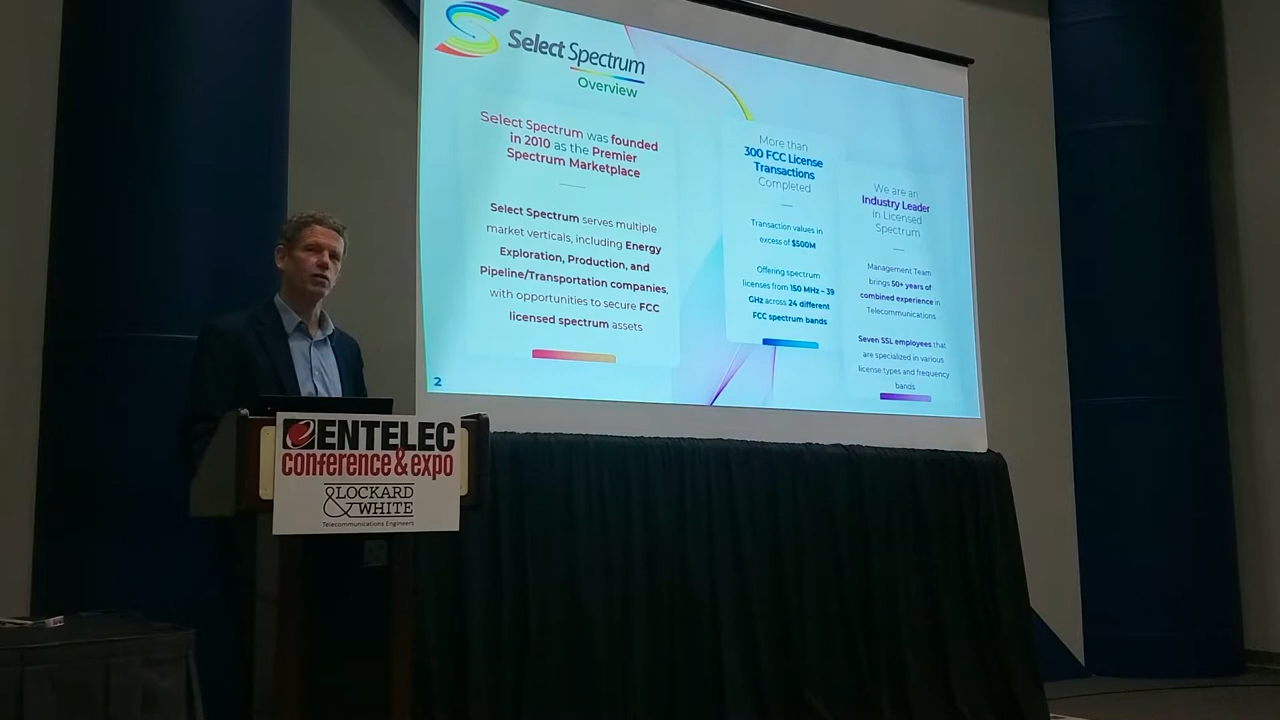 Select Spectrum
Overview
Select Spectrum was founded
in 2010 as the Premier
Spectrum Marketplace
Select Spectrum serves multiple
market verticals, including Energy
Exploration, Production, and
Pipeline/Transportation companies,
with opportunities to secure FCC
licensed spectrum assets
More than
300 FCC License
Transactions
Completed
Transaction values in
excess of $500M
Offering spectrum
licenses from 150 MHz – 39
GHz across 24 different
FCC spectrum bands
We are an
Industry Leader
in Licensed
Spectrum
Management Team
brings 50+ years of
combined experience in
Telecommunications
Seven SSL employees that
are specialized in various
license types and frequency
bands
2
ENTELEC
conference & expo
LOCKARD
& WHITE
Telecommunications Engineers